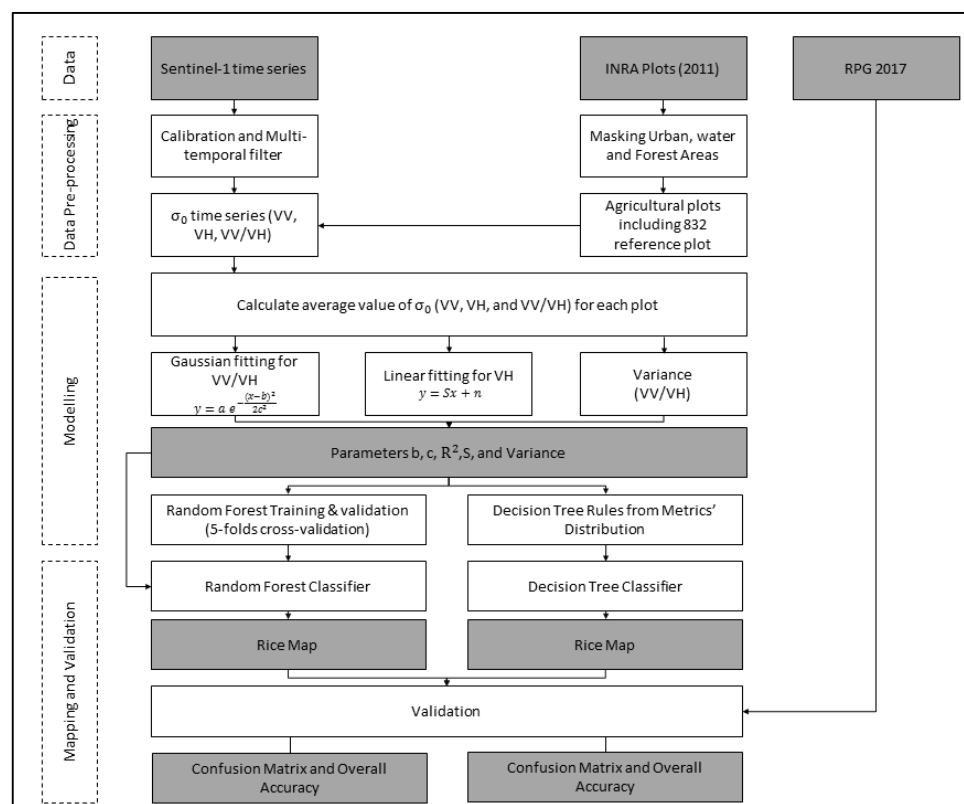 Data
Sentinel-1 time series
INRA Plots (2011)
RPG 2017
Data Pre-processing
Calibration and Multi-
temporal filter
Masking Urban, water
and Forest Areas
σ₀ time series (VV,
VH, VV/VH)
Agricultural plots
including 832
reference plot
Modelling
Calculate average value of σ₀ (VV, VH, and VV/VH) for each plot
Gaussian fitting for
VV/VH
y = a e^{-\frac{(x-b)^2}{2c^2}}
Linear fitting for VH
y = Sx + n
Variance
(VV/VH)
Parameters b, c, R²,S, and Variance
Random Forest Training & validation
(5-folds cross-validation)
Decision Tree Rules from Metrics’
Distribution
Mapping and Validation
Random Forest Classifier
Decision Tree Classifier
Rice Map
Rice Map
Validation
Confusion Matrix and Overall
Accuracy
Confusion Matrix and Overall
Accuracy